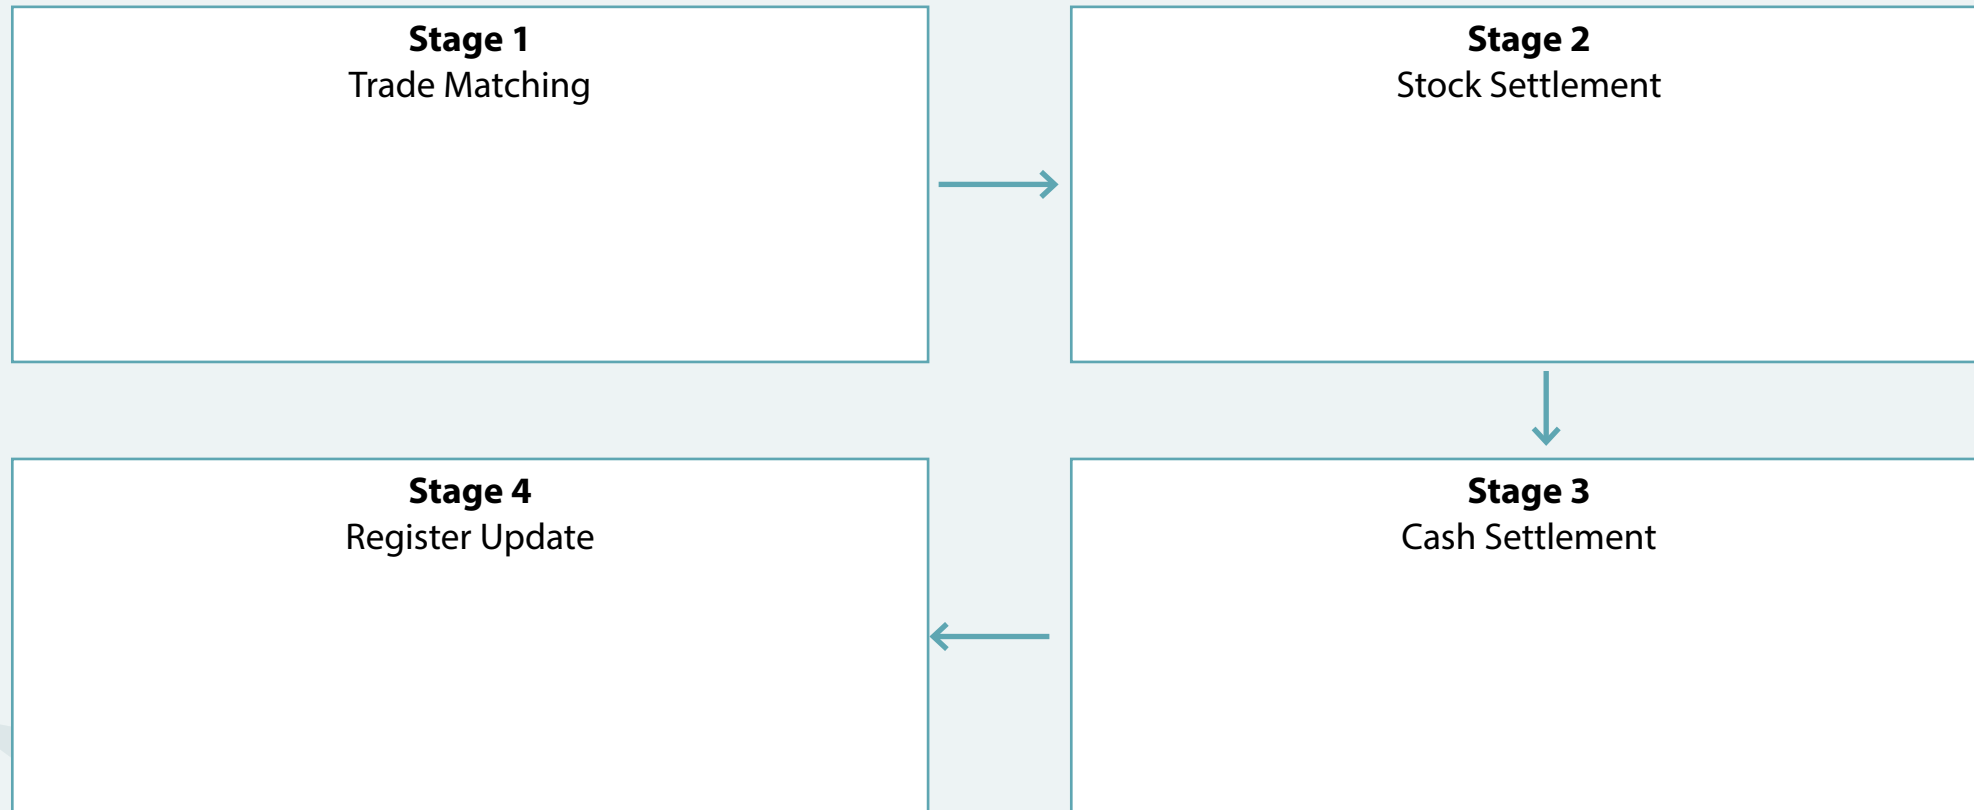 Stage 1
Trade Matching
Stage 2
Stock Settlement
Stage 4
Register Update
Stage 3
Cash Settlement